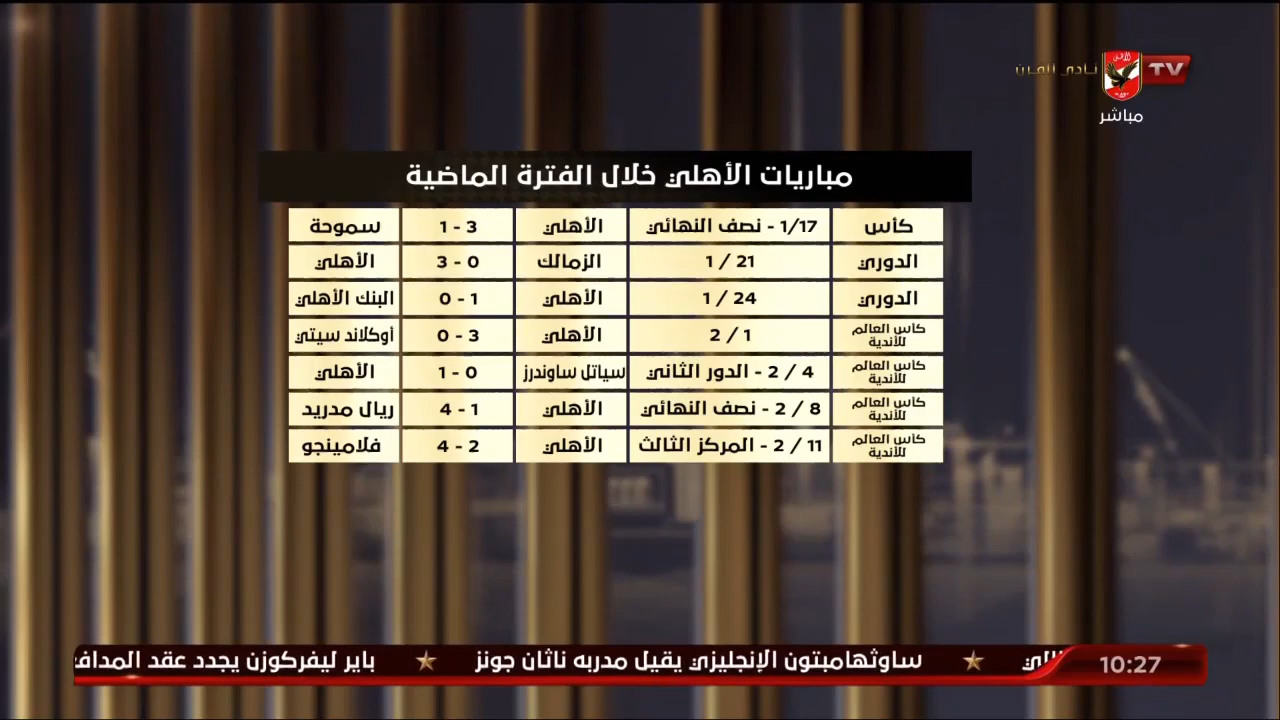 نادي القرن TV
مباشر
مباريات الأهلي خلال الفترة الماضية
كأس 1/17 - نصف النهائي الأهلي 3 - 1 سموحة
الدوري 21 / 1 الزمالك 0 - 3 الأهلي
الدوري 24 / 1 الأهلي 1 - 0 البنك الأهلي
كأس العالم للأندية 1 / 2 الأهلي 3 - 0 أوكلاند سيتي
كأس العالم للأندية 4 / 2 - الدور الثاني سياتل ساوندرز 0 - 1 الأهلي
كأس العالم للأندية 8 / 2 - نصف النهائي الأهلي 1 - 4 ريال مدريد
كأس العالم للأندية 11 / 2 - المركز الثالث الأهلي 2 - 4 فلامينجو
10:27 ساوثهامبتون الإنجليزي يقيل مدربه ناثان جونز باير ليفركوزن يجدد عقد المدافع